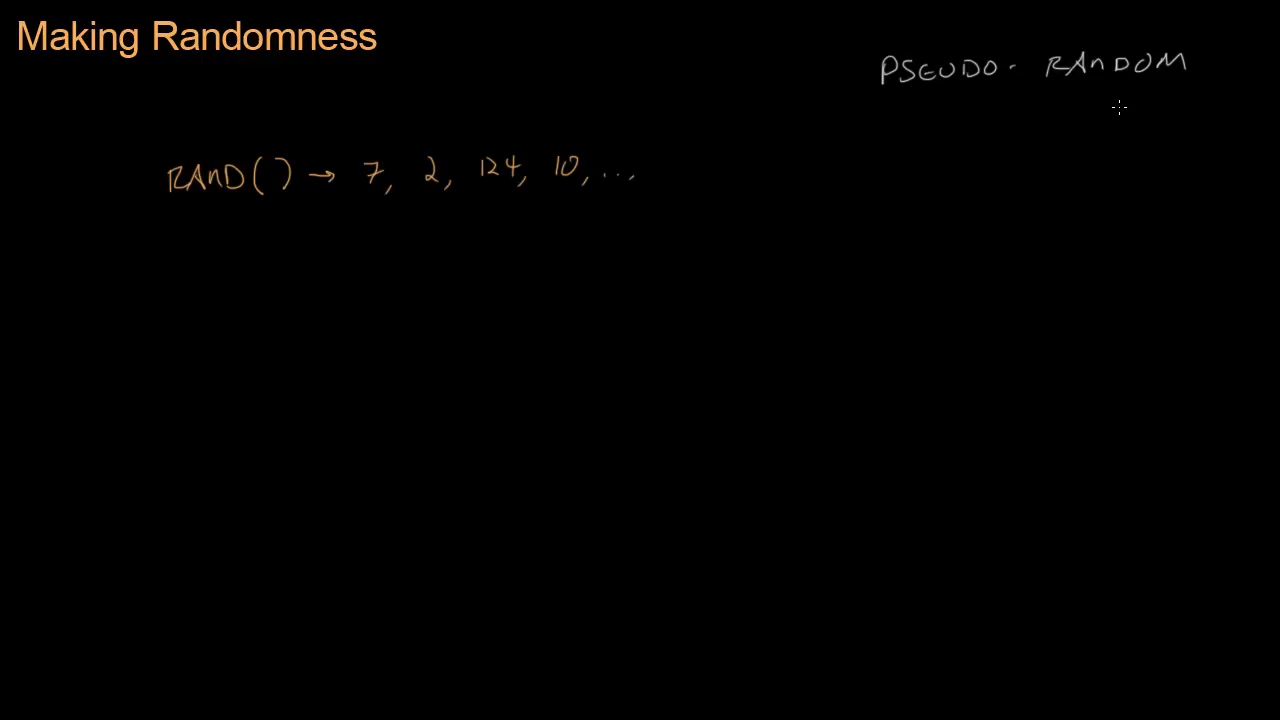 Making Randomness
PSEUDO - RANDOM
RAND() → 7, 2, 124, 10, ...,